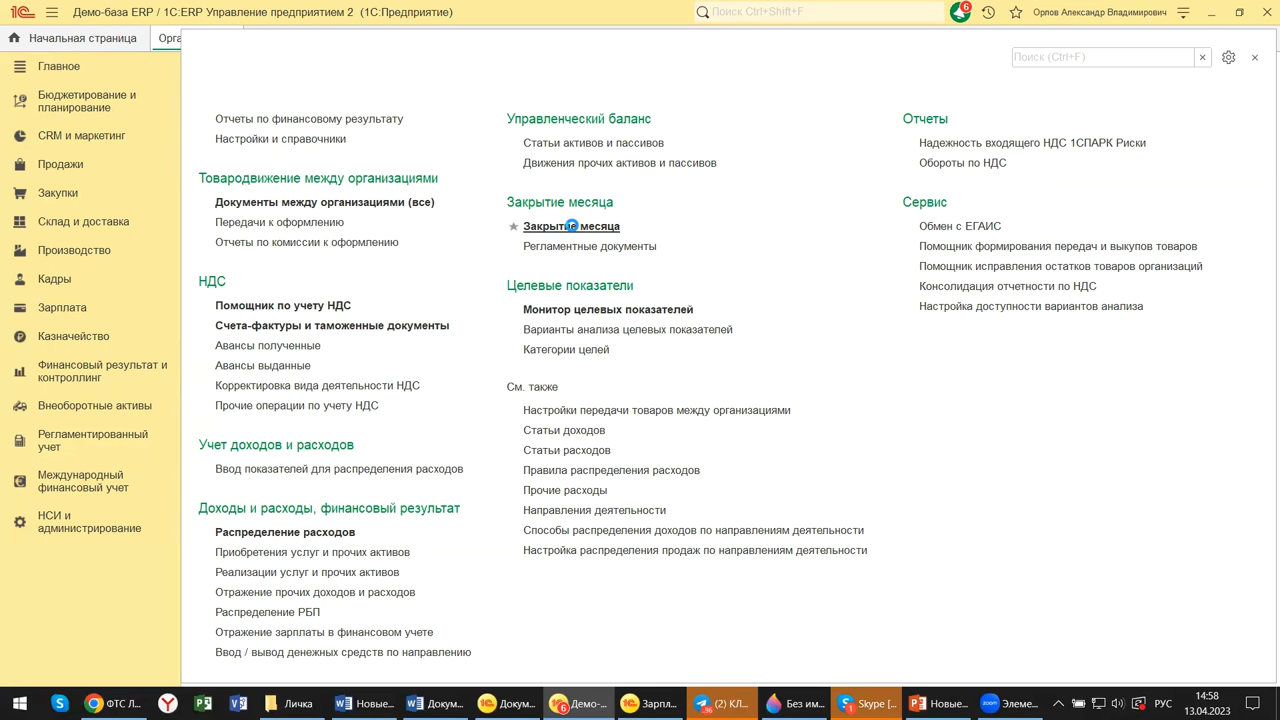 Демо-база ERP / 1С:ERP Управление предприятием 2 (1С:Предприятие)
Поиск Ctrl+Shift+F
6
Орлов Александр Владимирович
Начальная страница
Орга
Главное
Бюджетирование и
планирование
CRM и маркетинг
Продажи
Закупки
Склад и доставка
Производство
Кадры
Зарплата
Казначейство
Финансовый результат и
контроллинг
Внеоборотные активы
Регламентированный
учет
Международный
финансовый учет
НСИ и
администрирование
Поиск (Ctrl+F)
Отчеты по финансовому результату
Настройки и справочники
Товародвижение между организациями
Документы между организациями (все)
Передачи к оформлению
Отчеты по комиссии к оформлению
НДС
Помощник по учету НДС
Счета-фактуры и таможенные документы
Авансы полученные
Авансы выданные
Корректировка вида деятельности НДС
Прочие операции по учету НДС
Учет доходов и расходов
Ввод показателей для распределения расходов
Доходы и расходы, финансовый результат
Распределение расходов
Приобретения услуг и прочих активов
Реализации услуг и прочих активов
Отражение прочих доходов и расходов
Распределение РБП
Отражение зарплаты в финансовом учете
Ввод / вывод денежных средств по направлению
Управленческий баланс
Статьи активов и пассивов
Движения прочих активов и пассивов
Закрытие месяца
Закрытие месяца
Регламентные документы
Целевые показатели
Монитор целевых показателей
Варианты анализа целевых показателей
Категории целей
См. также
Настройки передачи товаров между организациями
Статьи доходов
Статьи расходов
Правила распределения расходов
Прочие расходы
Направления деятельности
Способы распределения доходов по направлениям деятельности
Настройка распределения продаж по направлениям деятельности
Отчеты
Надежность входящего НДС 1СПАРК Риски
Обороты по НДС
Сервис
Обмен с ЕГАИС
Помощник формирования передач и выкупов товаров
Помощник исправления остатков товаров организаций
Консолидация отчетности по НДС
Настройка доступности вариантов анализа
ФТС Л...
Личка
Новые...
Докум...
Докум...
Демо-...
Зарпл...
(2) КЛ...
Без им...
Skype [...
Новые...
Элеме...
РУС
14:58
13.04.2023